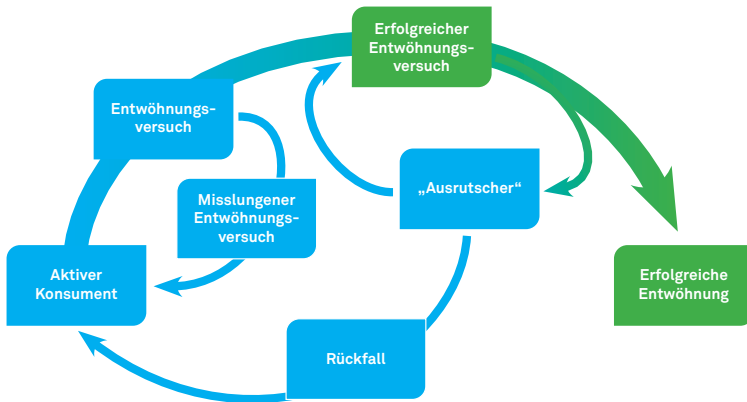 Erfolgreicher
Entwöhnungs-
versuch
Entwöhnungs-
versuch
Misslungener
Entwöhnungs-
versuch
„Ausrutscher“
Aktiver
Konsument
Erfolgreiche
Entwöhnung
Rückfall